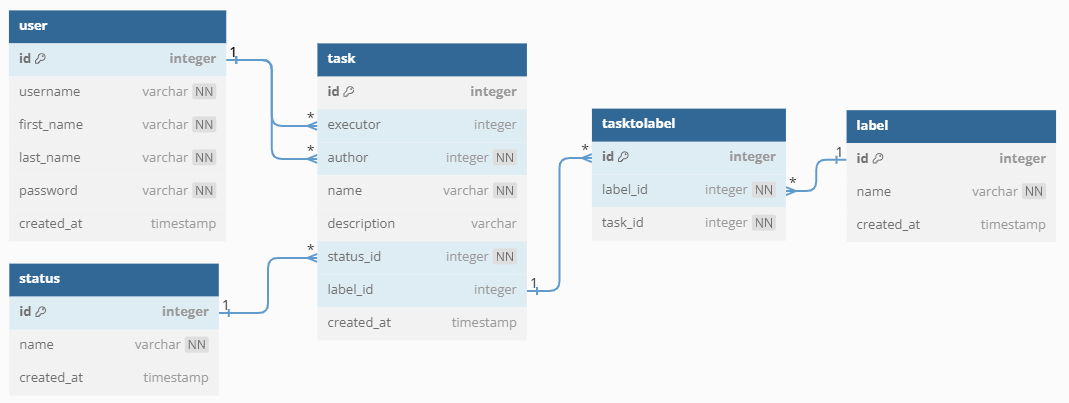 user
id integer
username varchar NN
first_name varchar NN
last_name varchar NN
password varchar NN
created_at timestamp
status
id integer
name varchar NN
created_at timestamp
task
id integer
executor integer
author integer NN
name varchar NN
description varchar
status_id integer NN
label_id integer
created_at timestamp
tasktolabel
id integer
label_id integer NN
task_id integer NN
label
id integer
name varchar NN
created_at timestamp
1
*
*
1
*
1
*
*
1